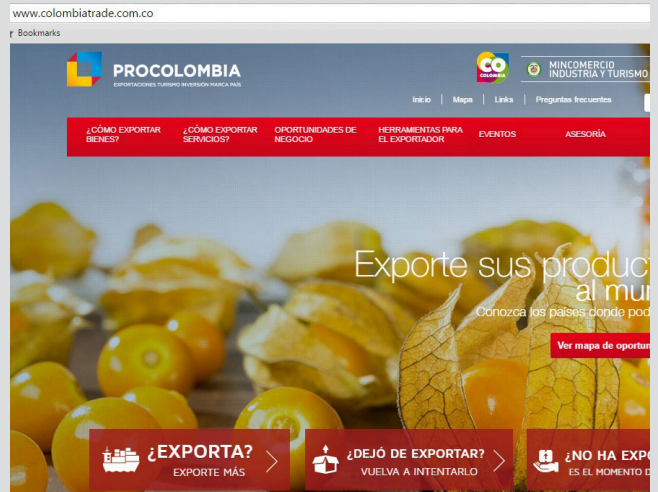 www.colombiatrade.com.co
Bookmarks
PROCOLOMBIA
EXPORTACIONES TURISMO INVERSIÓN MARCA PAÍS
CO
COLOMBIA
MINCOMERCIO
INDUSTRIA Y TURISMO
Inicio | Mapa | Links | Preguntas frecuentes
¿CÓMO EXPORTAR BIENES?
¿CÓMO EXPORTAR SERVICIOS?
OPORTUNIDADES DE NEGOCIO
HERRAMIENTAS PARA EL EXPORTADOR
EVENTOS
ASESORÍA
Exporte sus product
al mu
Conozca los países donde pod
Ver mapa de oportun
¿EXPORTA?
EXPORTE MÁS
¿DEJÓ DE EXPORTAR?
VUELVA A INTENTARLO
¿NO HA EXPO
ES EL MOMENTO D